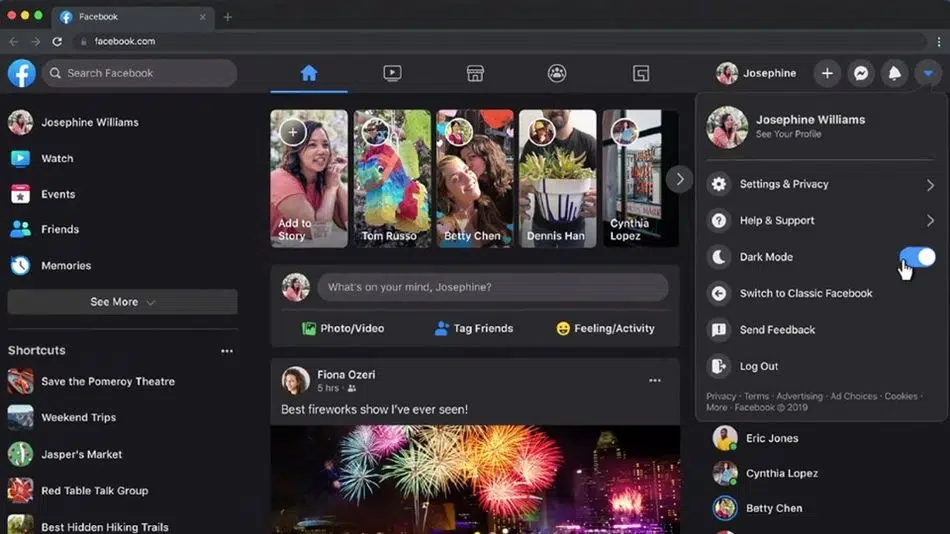 Facebook
facebook.com
Search Facebook
Josephine
Josephine Williams
Watch
Events
Friends
Memories
See More
Shortcuts
Save the Pomeroy Theatre
Weekend Trips
Jasper's Market
Red Table Talk Group
Best Hidden Hiking Trails
Add to
Story
Tom Russo
Betty Chen
Dennis Han
Cynthia
Lopez
What's on your mind, Josephine?
Photo/Video
Tag Friends
Feeling/Activity
Fiona Ozeri
5 hrs ·
Best fireworks show I've ever seen!
Josephine Williams
See Your Profile
Settings & Privacy
Help & Support
Dark Mode
Switch to Classic Facebook
Send Feedback
Log Out
Privacy · Terms · Advertising · Ad Choices · Cookies ·
More · Facebook © 2019
Eric Jones
Cynthia Lopez
Betty Chen